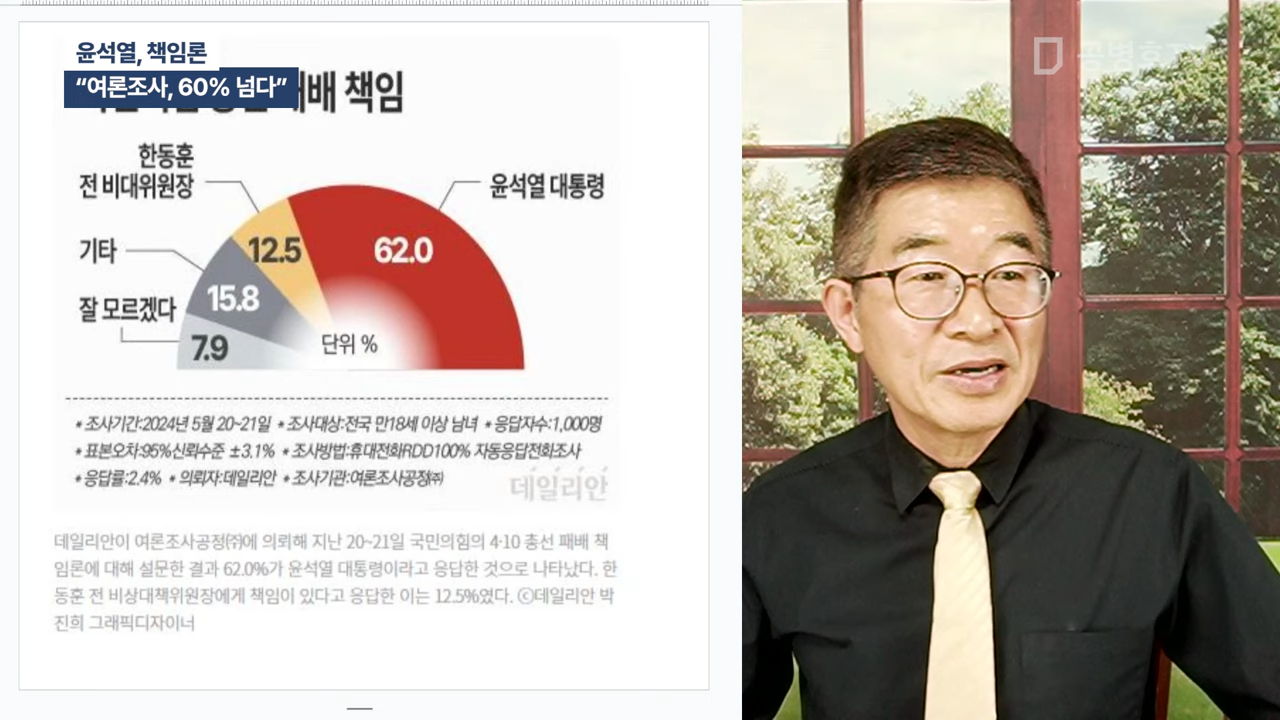 윤석열, 책임론
“여론조사, 60% 넘다”
패배 책임
한동훈
전 비대위원장
윤석열 대통령
기타
12.5
62.0
15.8
잘 모르겠다
7.9
단위 %
* 조사기간:2024년 5월 20~21일 * 조사대상:전국 만18세 이상 남녀 * 응답자수:1,000명
* 표본오차:95%신뢰수준 ±3.1% * 조사방법:휴대전화RDD100% 자동응답전화조사
* 응답률:2.4% * 의뢰자:데일리안 * 조사기관:여론조사공정㈜
데일리안
데일리안이 여론조사공정㈜에 의뢰해 지난 20~21일 국민의힘의 4·10 총선 패배 책
임론에 대해 설문한 결과 62.0%가 윤석열 대통령이라고 응답한 것으로 나타났다. 한
동훈 전 비상대책위원장에게 책임이 있다고 응답한 이는 12.5%였다. ⓒ데일리안 박
진희 그래픽디자이너